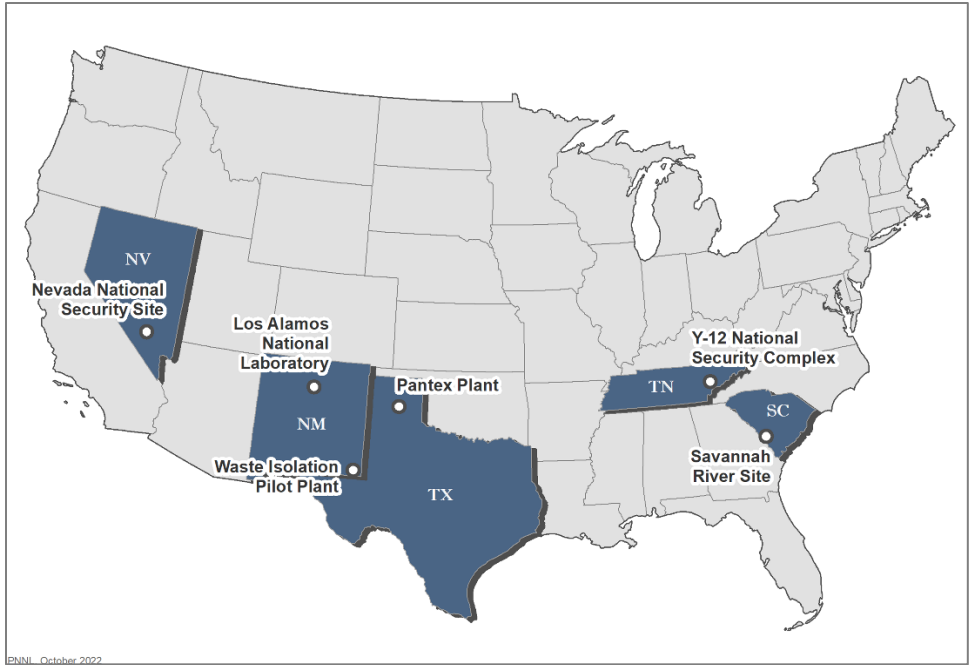 NV
Nevada National
Security Site
Los Alamos
National
Laboratory
NM
Waste Isolation
Pilot Plant
Pantex Plant
TX
Y-12 National
Security Complex
TN
SC
Savannah
River Site
PNNL October 2022